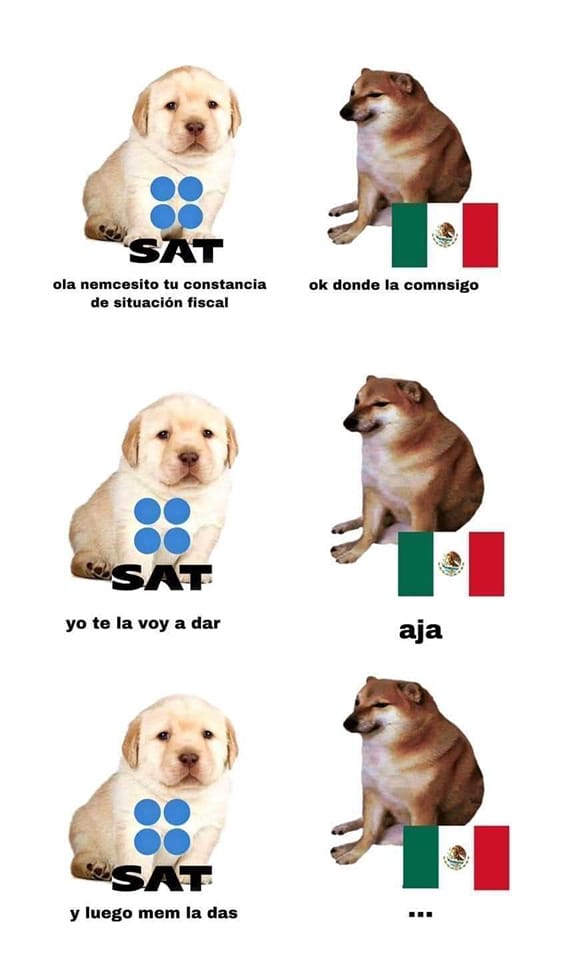 SAT
ola nemcesito tu constancia
de situación fiscal
ok donde la comnsigo
SAT
yo te la voy a dar
aja
SAT
y luego mem la das
...